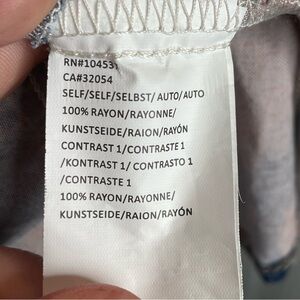 RN#104537
CA#32054
SELF/SELF/SELBST/ AUTO/AUTO
100% RAYON/RAYONNE/
KUNSTSEIDE/RAION/RAYÓN
CONTRAST 1/ CONTRASTE 1
/KONTRAST 1/ CONTRASTO 1
/CONTRASTE 1
100% RAYON/RAYONNE/
KUNSTSEIDE/RAION/RAYÓN